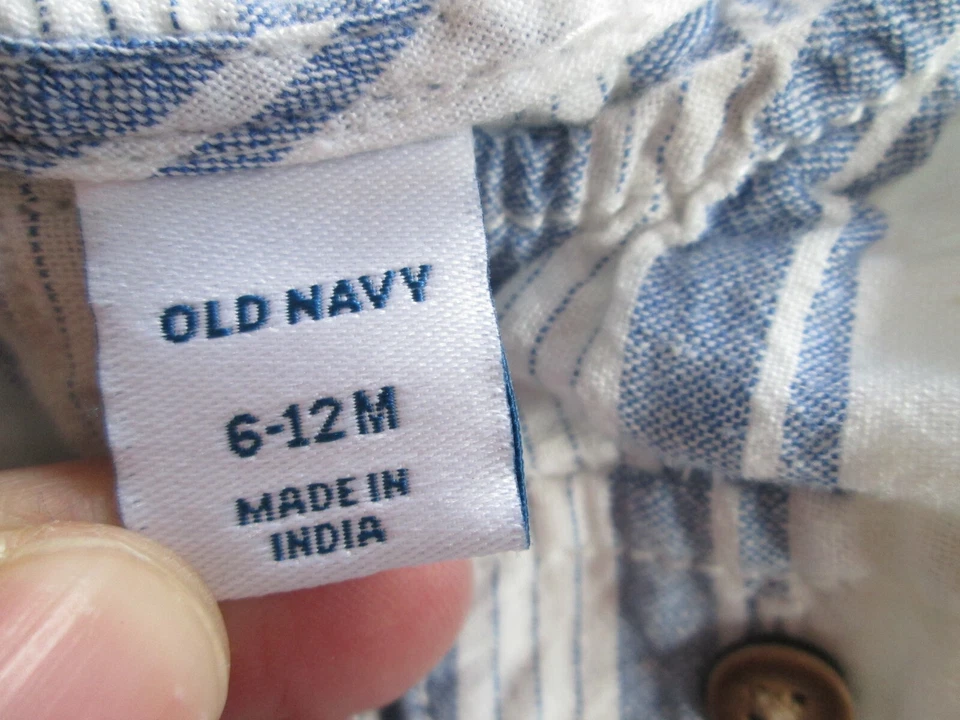 OLD NAVY
6-12 M
MADE IN
INDIA